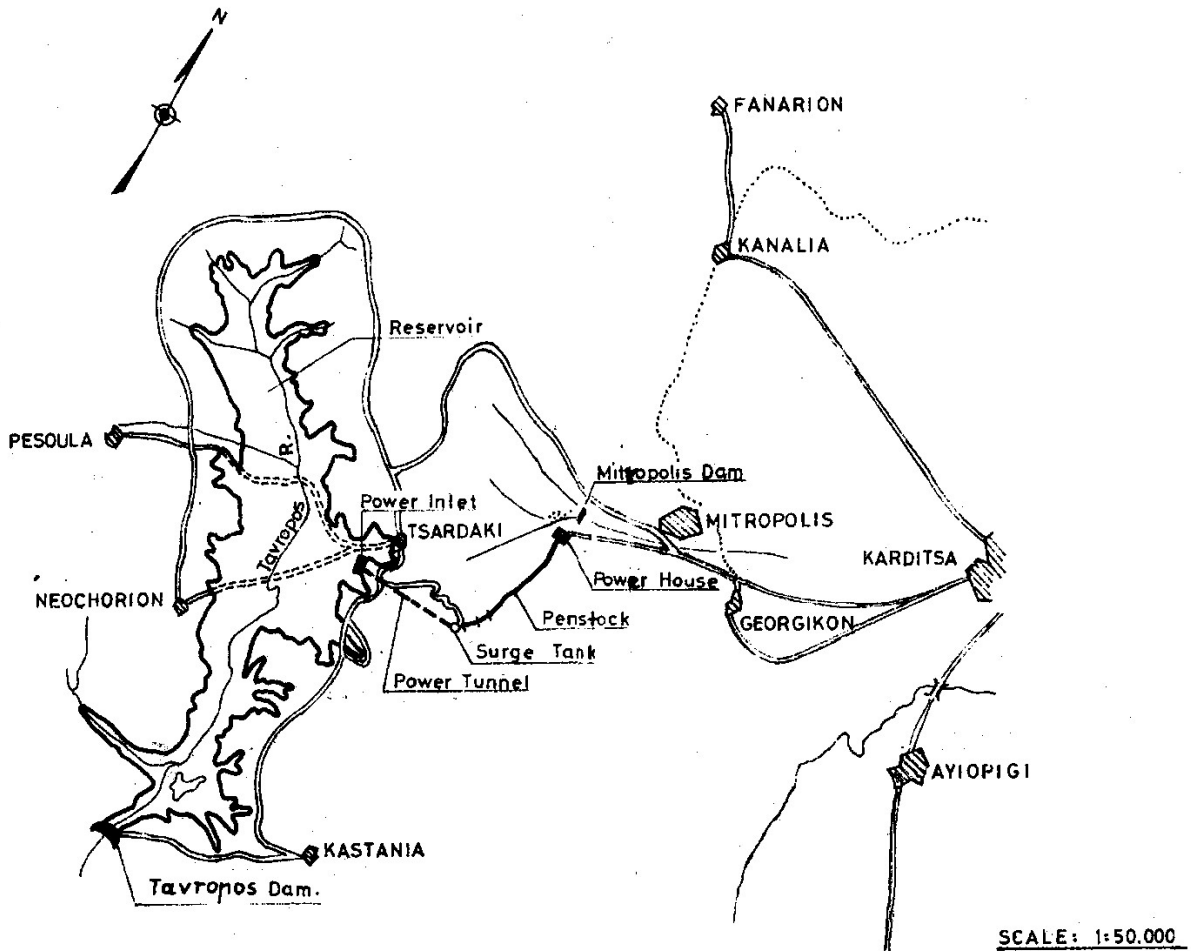 N
FANARION
KANALIA
Reservoir
PESOULA
R.
Tavropos
Mitropolis Dam
Power Inlet
MITROPOLIS
TSARDAKI
KARDITSA
Power House
NEOCHORION
GEORGIKON
Penstock
Surge Tank
Power Tunnel
AYIOPIGI
KASTANIA
Tavropos Dam.
SCALE: 1:50.000